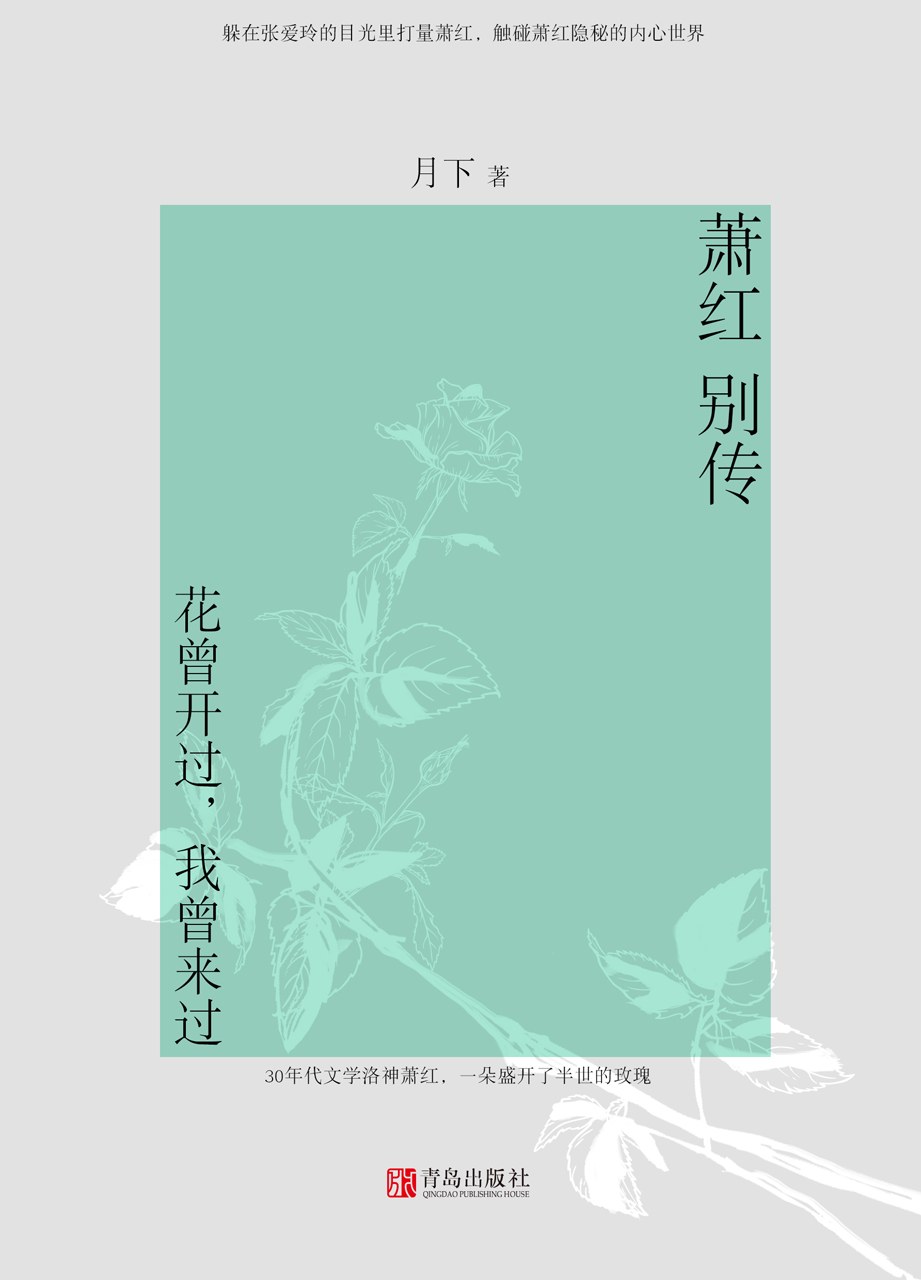 躲在张爱玲的目光里打量萧红，触碰萧红隐秘的内心世界
月下 著
萧红 别传
花曾开过，我曾来过
30年代文学洛神萧红，一朵盛开了半世的玫瑰
青岛出版社
QINGDAO PUBLISHING HOUSE